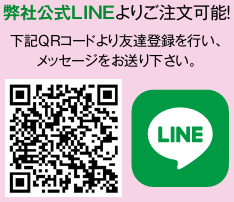 弊社公式LINEよりご注文可能!
下記QRコードより友達登録を行い、
メッセージをお送り下さい。
LINE